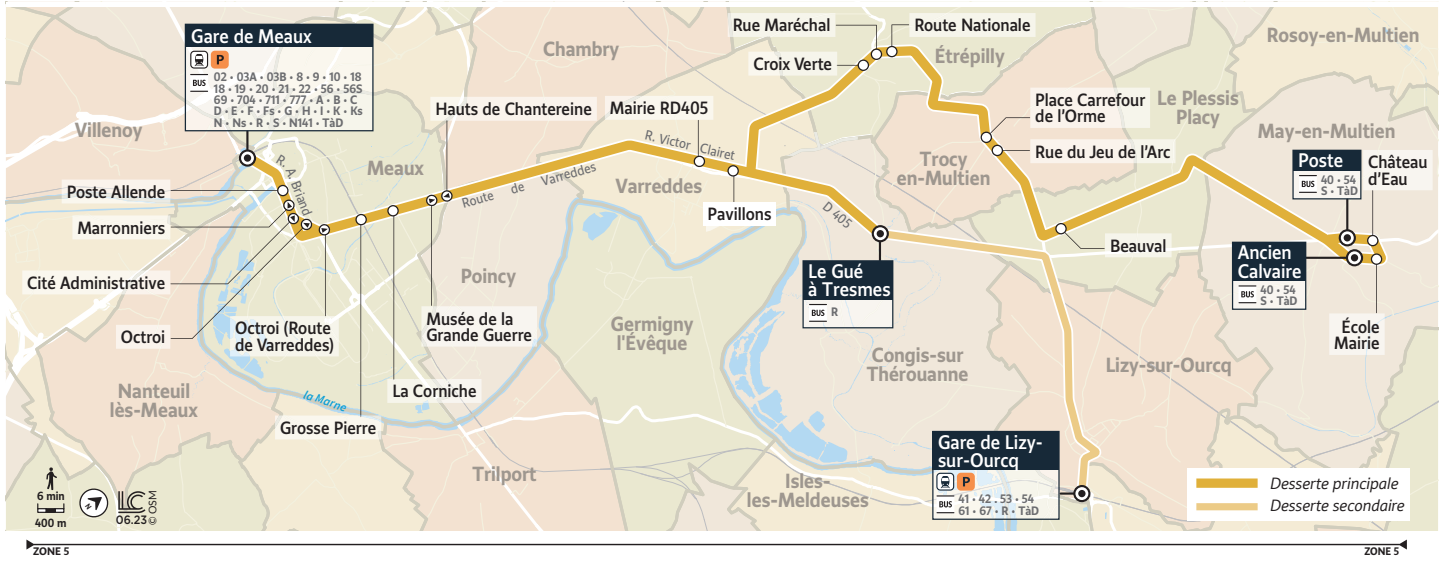 Gare de Meaux
P
BUS
02 • 03A • 03B • 8 • 9 • 10 • 18
18 • 19 • 20 • 21 • 22 • 56 • 56S
69 • 704 • 711 • 777 • A • B • C
D • E • F • Fs • G • H • I • K • Ks
N • Ns • R • S • N141 • TàD
Villenoy
Chambry
Meaux
R. A. Briand
Poste Allende
Marronniers
Cité Administrative
Octroi
Octroi (Route
de Varreddes)
Grosse Pierre
La Corniche
Musée de la
Grande Guerre
Hauts de Chantereine
Route de Varreddes
Poincy
Nanteuil
lès-Meaux
la Marne
Trilport
Germigny
l'Évêque
Mairie RD405
R. Victor Clairet
Varreddes
Pavillons
D 405
Rue Maréchal
Croix Verte
Route Nationale
Étrépilly
Le Gué
à Tresmes
BUS
R
Trocy
en-Multien
Place Carrefour
de l'Orme
Rue du Jeu de l'Arc
Le Plessis
Placy
Beauval
Rosoy-en-Multien
May-en-Multien
Poste
BUS
40 • 54
S • TàD
Château
d'Eau
Ancien
Calvaire
BUS
40 • 54
S • TàD
École
Mairie
Congis-sur
Thérouanne
Lizy-sur-Ourcq
Isles-
les-Meldeuses
Gare de Lizy-
sur-Ourcq
P
BUS
41 • 42 • 53 • 54
61 • 67 • R • TàD
Desserte principale
Desserte secondaire
6 min
400 m
LC
06.23 © OSM
ZONE 5
ZONE 5